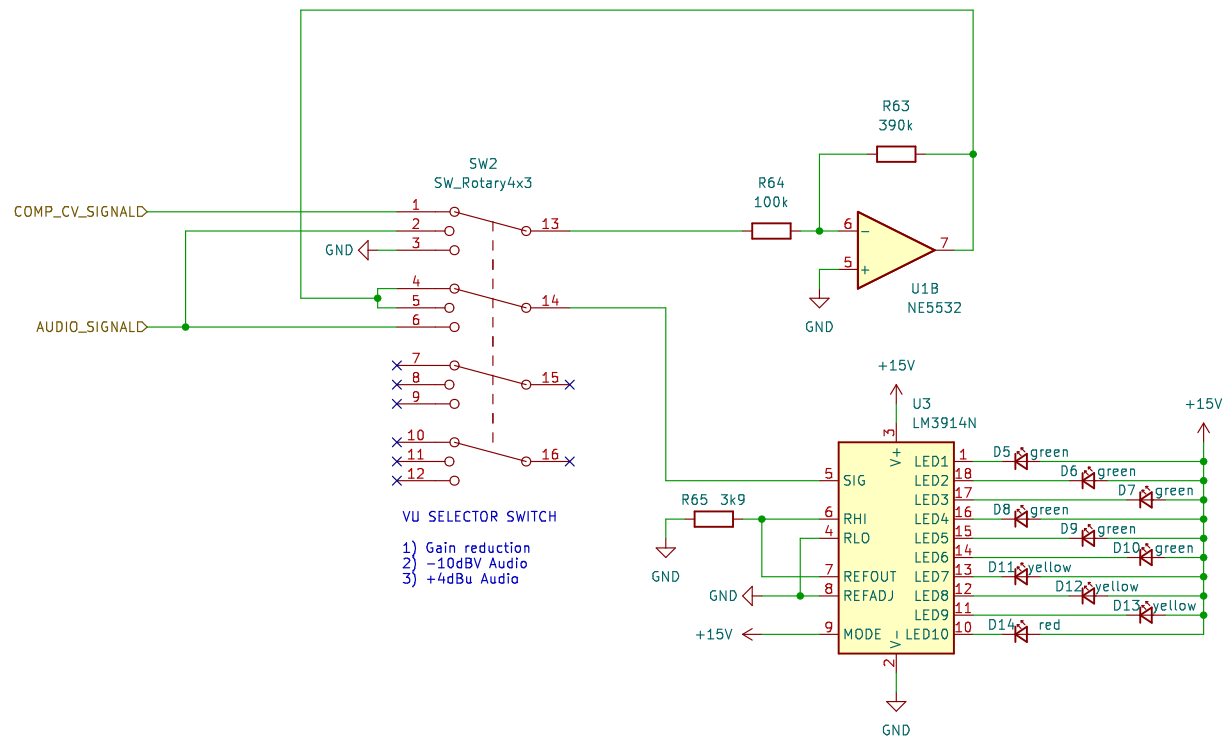 R63
390k
SW2
SW_Rotary4x3
R64
100k
COMP_CV_SIGNAL
1
2
3
13
GND
6
5
7
−
+
U1B
NE5532
GND
4
5
6
14
AUDIO_SIGNAL
7
8
9
15
10
11
12
16
+15V
+15V
U3
LM3914N
3
V+
VU SELECTOR SWITCH
1) Gain reduction
2) -10dBV Audio
3) +4dBu Audio
R65 3k9
GND
GND
+15V
5 SIG
6 RHI
4 RLO
7 REFOUT
8 REFADJ
9 MODE
LED1 1 D5 green
LED2 18 D6 green
LED3 17 D7 green
LED4 16 D8 green
LED5 15 D9 green
LED6 14 D10 green
LED7 13 D11 yellow
LED8 12 D12 yellow
LED9 11 D13 yellow
LED10 10 D14 red
V-
2
GND